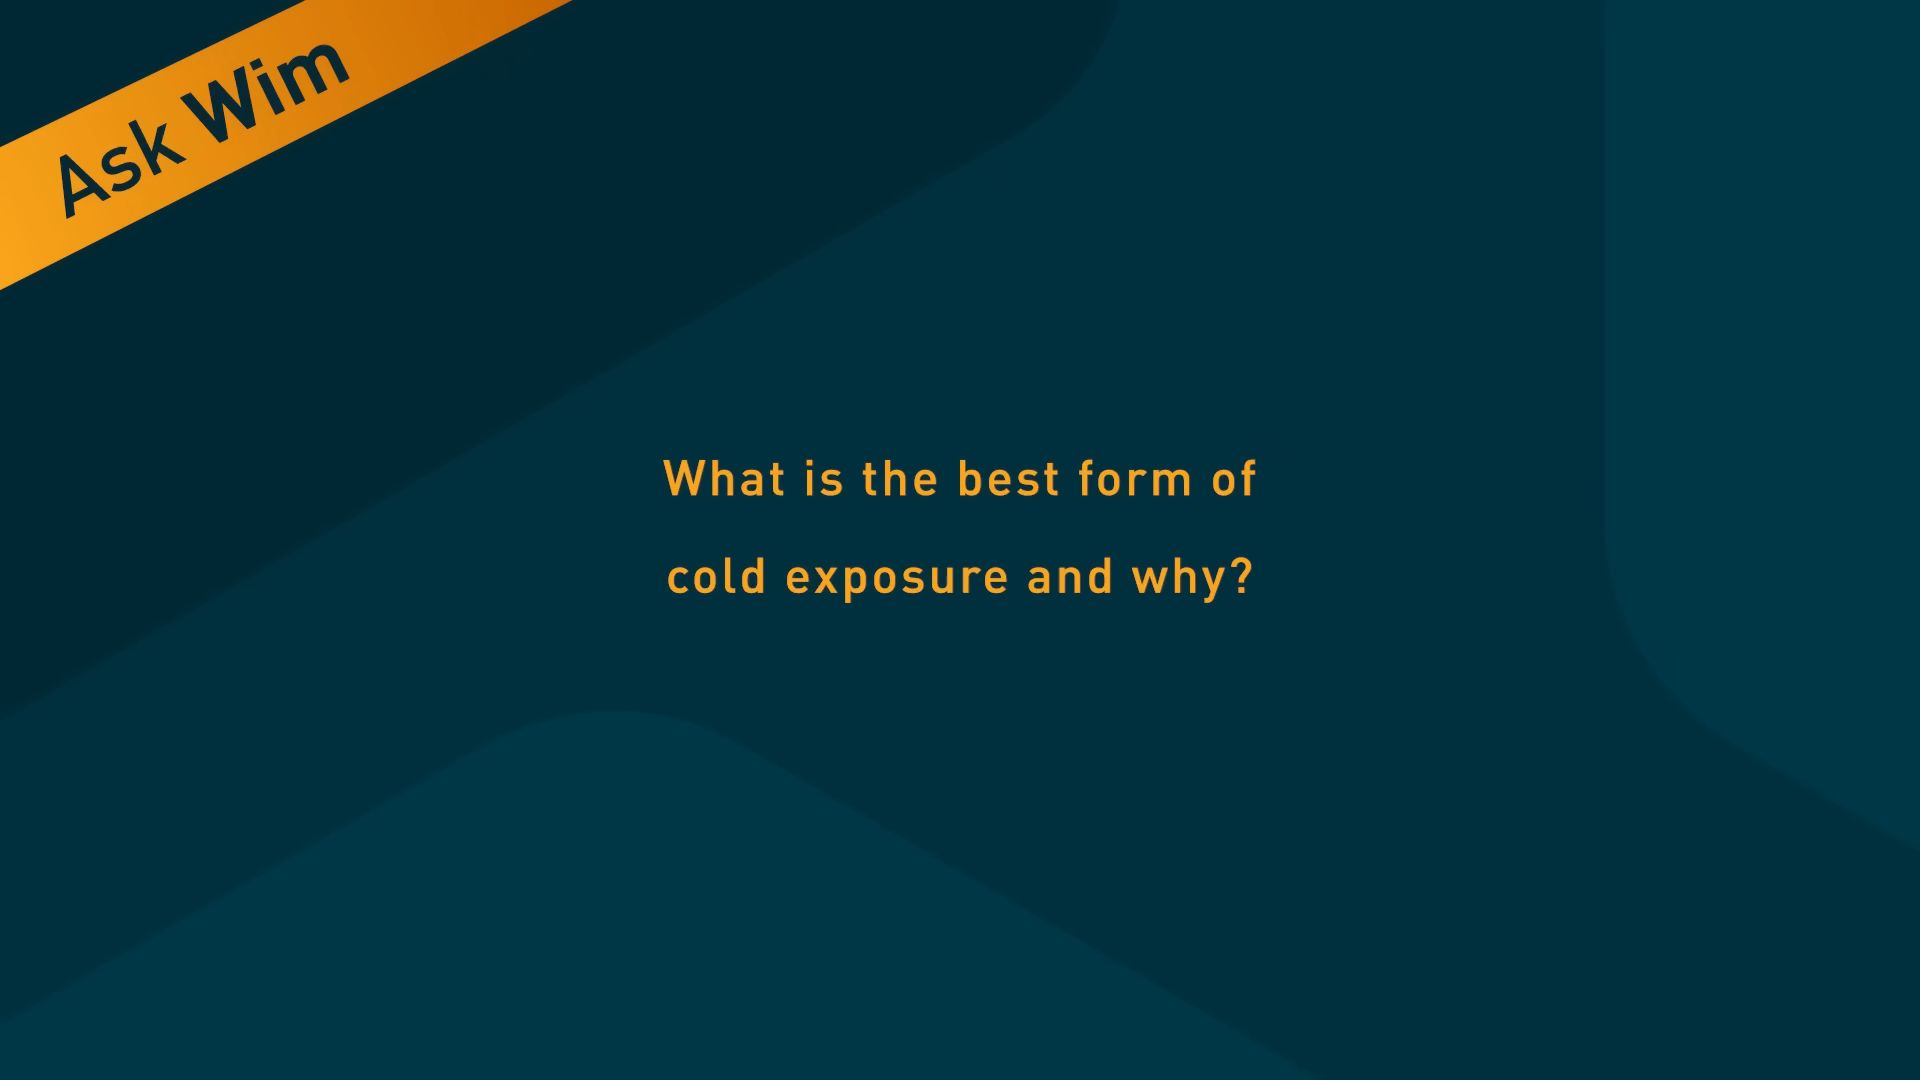 Ask Wim
What is the best form of
cold exposure and why?